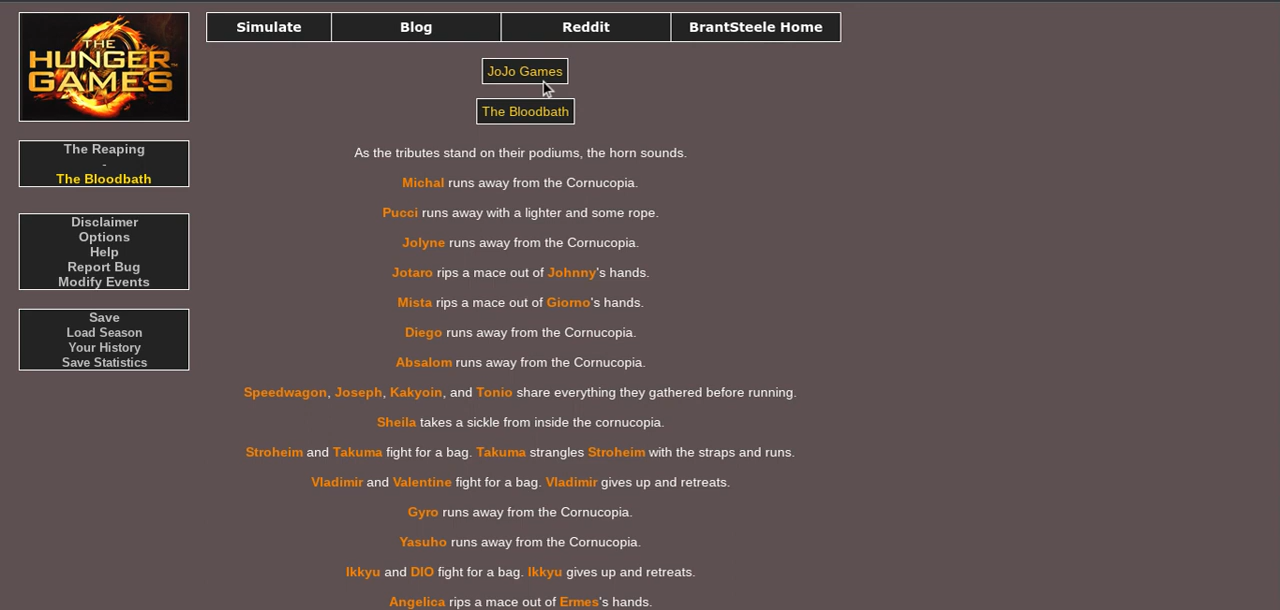 THE
HUNGER
GAMES
Simulate
Blog
Reddit
BrantSteele Home
The Reaping
-
The Bloodbath
Disclaimer
Options
Help
Report Bug
Modify Events
Save
Load Season
Your History
Save Statistics
JoJo Games
The Bloodbath
As the tributes stand on their podiums, the horn sounds.
Michal runs away from the Cornucopia.
Pucci runs away with a lighter and some rope.
Jolyne runs away from the Cornucopia.
Jotaro rips a mace out of Johnny's hands.
Mista rips a mace out of Giorno's hands.
Diego runs away from the Cornucopia.
Absalom runs away from the Cornucopia.
Speedwagon, Joseph, Kakyoin, and Tonio share everything they gathered before running.
Sheila takes a sickle from inside the cornucopia.
Stroheim and Takuma fight for a bag. Takuma strangles Stroheim with the straps and runs.
Vladimir and Valentine fight for a bag. Vladimir gives up and retreats.
Gyro runs away from the Cornucopia.
Yasuho runs away from the Cornucopia.
Ikkyu and DIO fight for a bag. Ikkyu gives up and retreats.
Angelica rips a mace out of Ermes's hands.